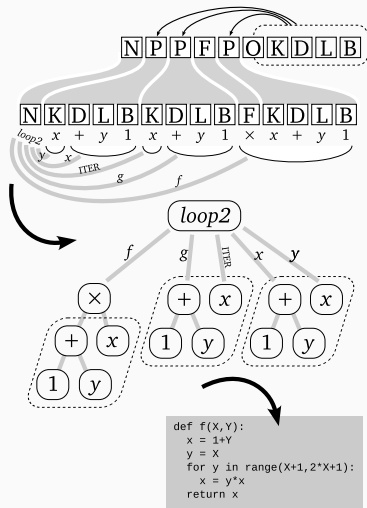 N P P F P O K D L B
N K D L B K D L B F K D L B
loop2 x + y 1 x + y 1 × x + y 1
y x ITER g f
loop2
f g ITER x y
× + x + x
+ x 1 y 1 y
1 y
def f(X,Y):
  x = 1+Y
  y = X
  for y in range(X+1,2*X+1):
    x = y*x
  return x